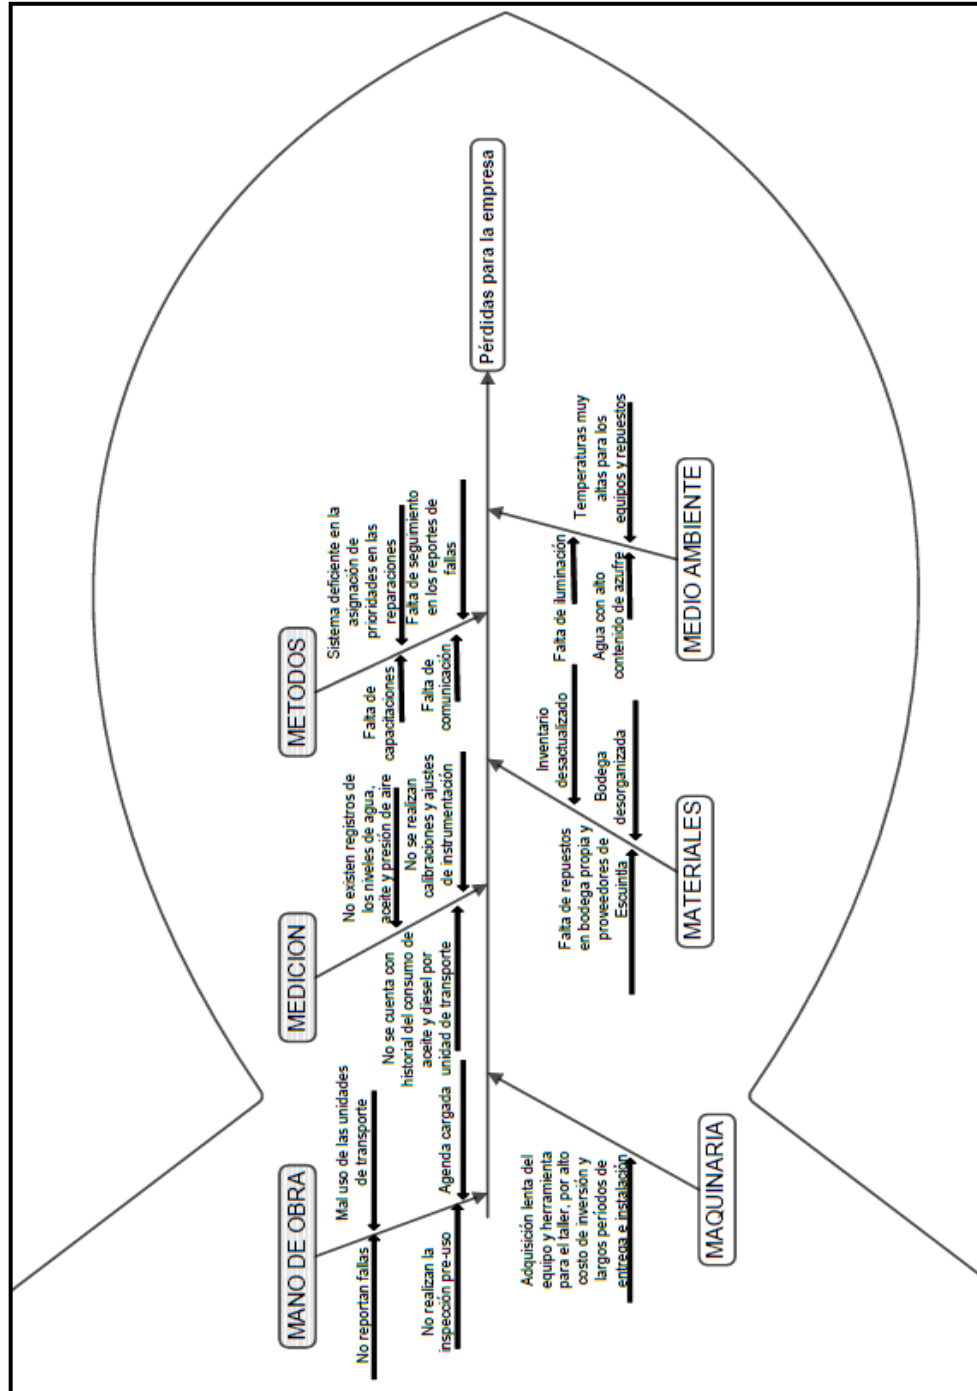 MANO DE OBRA
Mal uso de las unidades
de transporte
No reportan fallas
Agenda cargada
No realizan la
inspección pre-uso
MEDICION
No existen registros de
los niveles de agua,
aceite y presión de aire
No se realizan
calibraciones y ajustes
de instrumentación
No se cuenta con
historial del consumo de
aceite y diesel por
unidad de transporte
METODOS
Sistema deficiente en la
asignación de
prioridades en las
reparaciones
Falta de
capacitaciones
Falta de seguimiento
en los reportes de
fallas
Falta de
comunicación
Pérdidas para la empresa
Adquisición lenta del
equipo y herramienta
para el taller, por alto
costo de inversión y
largos períodos de
entrega e instalación
MAQUINARIA
Inventario
desactualizado
Falta de repuestos
en bodega propia y
proveedores de
Escuintla
Bodega
desorganizada
MATERIALES
Falta de iluminación
Temperaturas muy
altas para los
equipos y repuestos
Agua con alto
contenido de azufre
MEDIO AMBIENTE